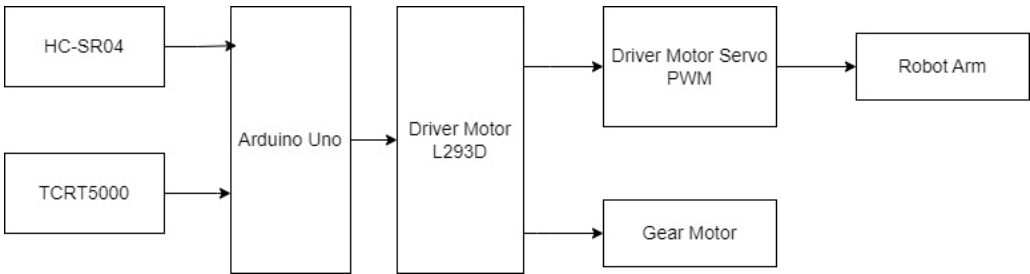 HC-SR04
TCRT5000
Arduino Uno
Driver Motor
L293D
Driver Motor Servo
PWM
Robot Arm
Gear Motor